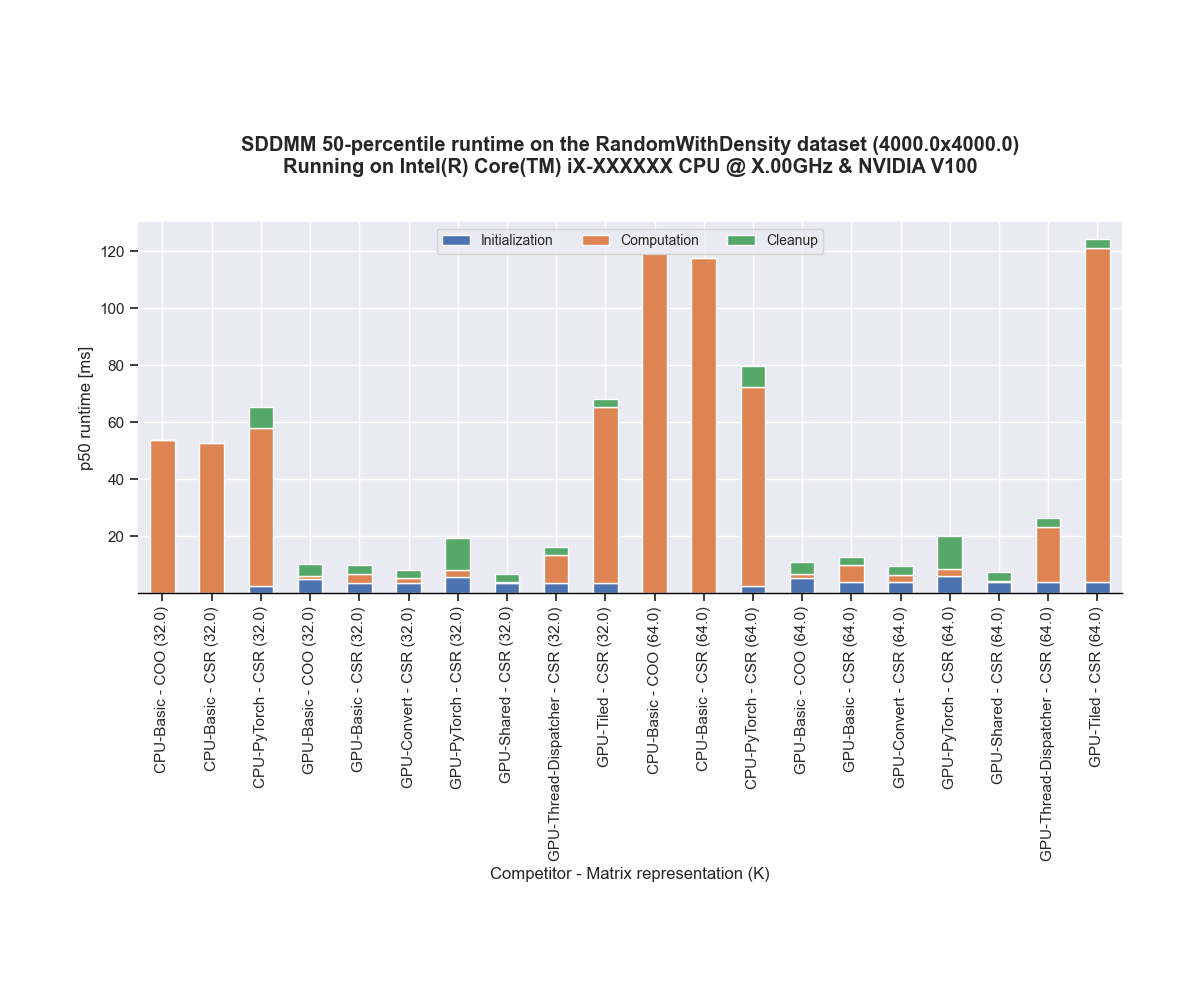 SDDMM 50-percentile runtime on the RandomWithDensity dataset (4000.0x4000.0)
Running on Intel(R) Core(TM) iX-XXXXXX CPU @ X.00GHz & NVIDIA V100
Initialization
Computation
Cleanup
120
100
80
60
40
20
p50 runtime [ms]
CPU-Basic - COO (32.0)
CPU-Basic - CSR (32.0)
CPU-PyTorch - CSR (32.0)
GPU-Basic - COO (32.0)
GPU-Basic - CSR (32.0)
GPU-Convert - CSR (32.0)
GPU-PyTorch - CSR (32.0)
GPU-Shared - CSR (32.0)
GPU-Thread-Dispatcher - CSR (32.0)
GPU-Tiled - CSR (32.0)
CPU-Basic - COO (64.0)
CPU-Basic - CSR (64.0)
CPU-PyTorch - CSR (64.0)
GPU-Basic - COO (64.0)
GPU-Basic - CSR (64.0)
GPU-Convert - CSR (64.0)
GPU-PyTorch - CSR (64.0)
GPU-Shared - CSR (64.0)
GPU-Thread-Dispatcher - CSR (64.0)
GPU-Tiled - CSR (64.0)
Competitor - Matrix representation (K)